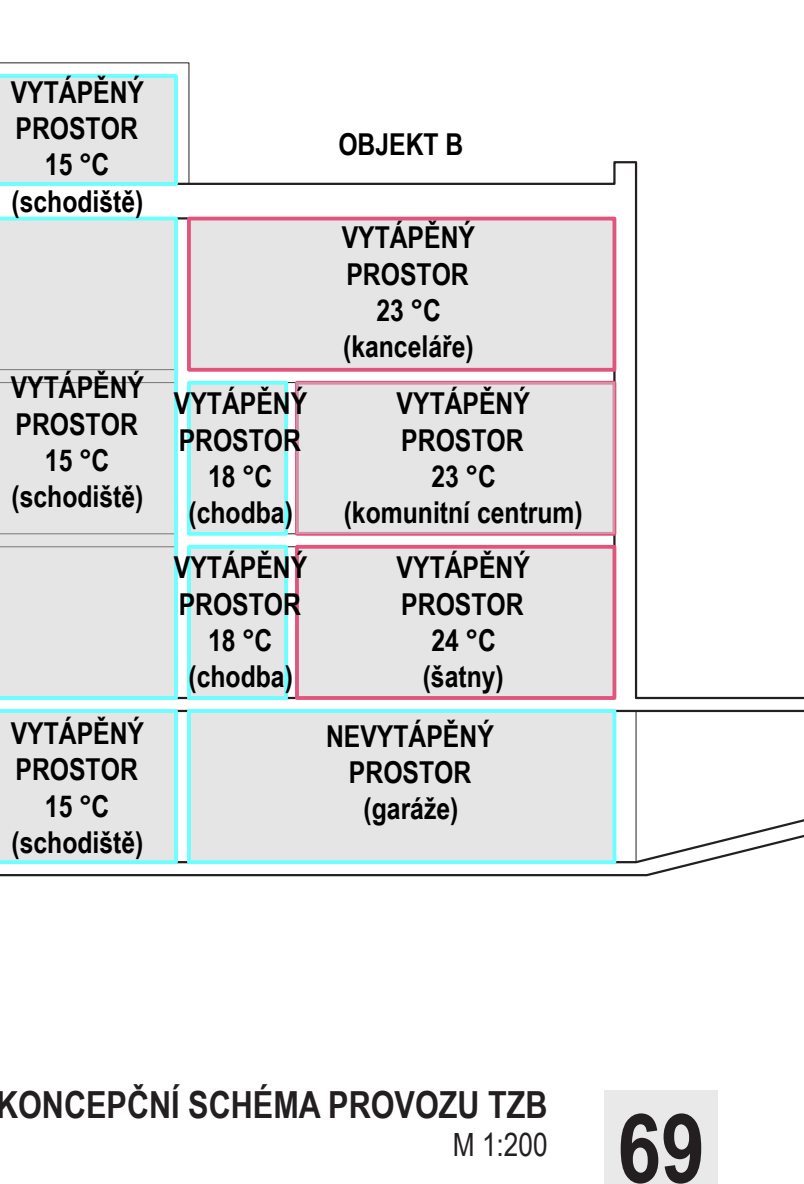 VYTÁPĚNÝ
PROSTOR
15 °C
(schodiště)
OBJEKT B
VYTÁPĚNÝ
PROSTOR
23 °C
(kanceláře)
VYTÁPĚNÝ
PROSTOR
15 °C
(schodiště)
VYTÁPĚNÝ
PROSTOR
18 °C
(chodba)
VYTÁPĚNÝ
PROSTOR
23 °C
(komunitní centrum)
VYTÁPĚNÝ
PROSTOR
18 °C
(chodba)
VYTÁPĚNÝ
PROSTOR
24 °C
(šatny)
VYTÁPĚNÝ
PROSTOR
15 °C
(schodiště)
NEVYTÁPĚNÝ
PROSTOR
(garáže)
KONCEPČNÍ SCHÉMA PROVOZU TZB
M 1:200
69